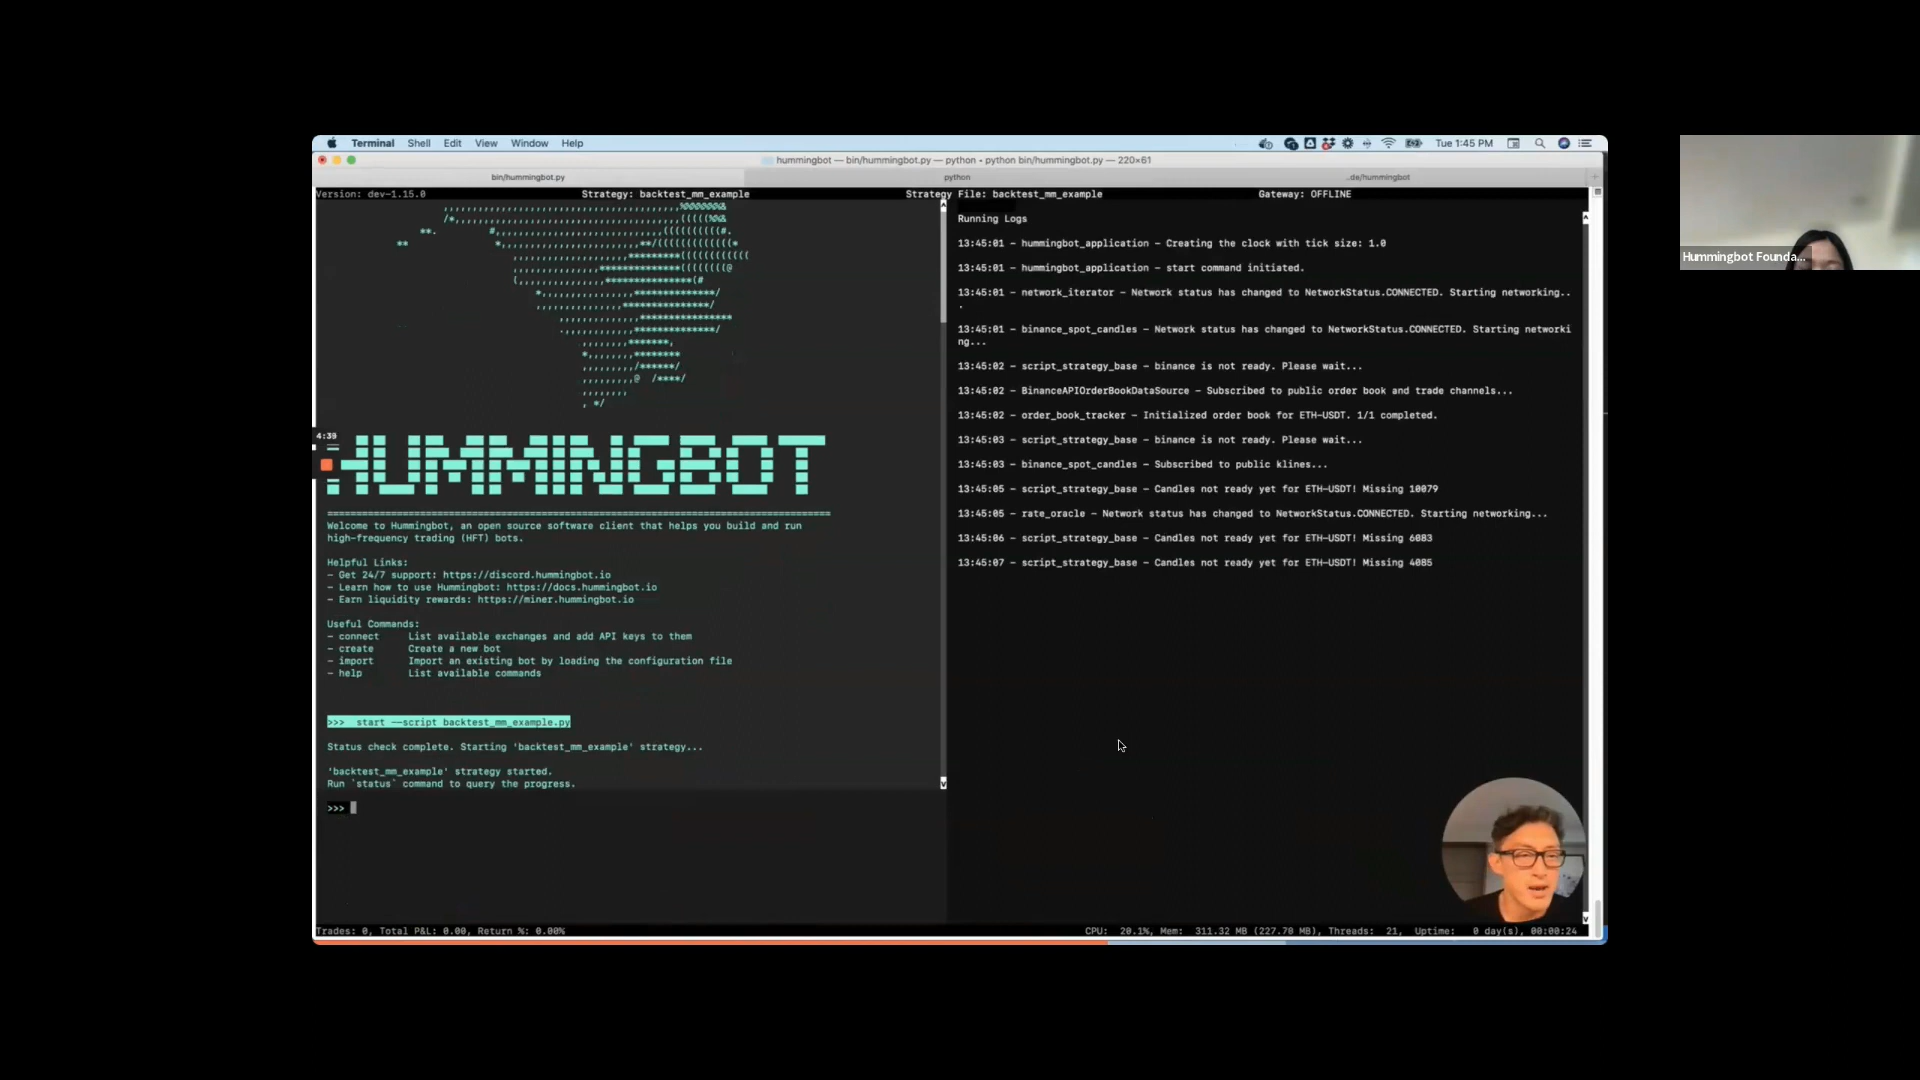 Terminal Shell Edit View Window Help
Tue 1:45 PM
hummingbot — bin/hummingbot.py — python • python bin/hummingbot.py — 220×61
bin/hummingbot.py
python
..de/hummingbot
Version: dev-1.15.0
Strategy: backtest_mm_example
Strategy File: backtest_mm_example
Gateway: OFFLINE
4:39
HUMMINGBOT
Welcome to Hummingbot, an open source software client that helps you build and run
high-frequency trading (HFT) bots.
Helpful Links:
- Get 24/7 support: https://discord.hummingbot.io
- Learn how to use Hummingbot: https://docs.hummingbot.io
- Earn liquidity rewards: https://miner.hummingbot.io
Useful Commands:
- connect List available exchanges and add API keys to them
- create Create a new bot
- import Import an existing bot by loading the configuration file
- help List available commands
>>> start --script backtest_mm_example.py
Status check complete. Starting 'backtest_mm_example' strategy...
'backtest_mm_example' strategy started.
Run `status` command to query the progress.
>>>
Running Logs
13:45:01 - hummingbot_application - Creating the clock with tick size: 1.0
13:45:01 - hummingbot_application - start command initiated.
13:45:01 - network_iterator - Network status has changed to NetworkStatus.CONNECTED. Starting networking..
.
13:45:01 - binance_spot_candles - Network status has changed to NetworkStatus.CONNECTED. Starting networki
ng...
13:45:02 - script_strategy_base - binance is not ready. Please wait...
13:45:02 - BinanceAPIOrderBookDataSource - Subscribed to public order book and trade channels...
13:45:02 - order_book_tracker - Initialized order book for ETH-USDT. 1/1 completed.
13:45:03 - script_strategy_base - binance is not ready. Please wait...
13:45:03 - binance_spot_candles - Subscribed to public klines...
13:45:05 - script_strategy_base - Candles not ready yet for ETH-USDT! Missing 10079
13:45:05 - rate_oracle - Network status has changed to NetworkStatus.CONNECTED. Starting networking...
13:45:06 - script_strategy_base - Candles not ready yet for ETH-USDT! Missing 6083
13:45:07 - script_strategy_base - Candles not ready yet for ETH-USDT! Missing 4085
Trades: 0, Total P&L: 0.00, Return %: 0.00%
CPU: 20.1%, Mem: 311.32 MB (227.78 MB), Threads: 21, Uptime: 0 day(s), 00:00:24
Hummingbot Founda...